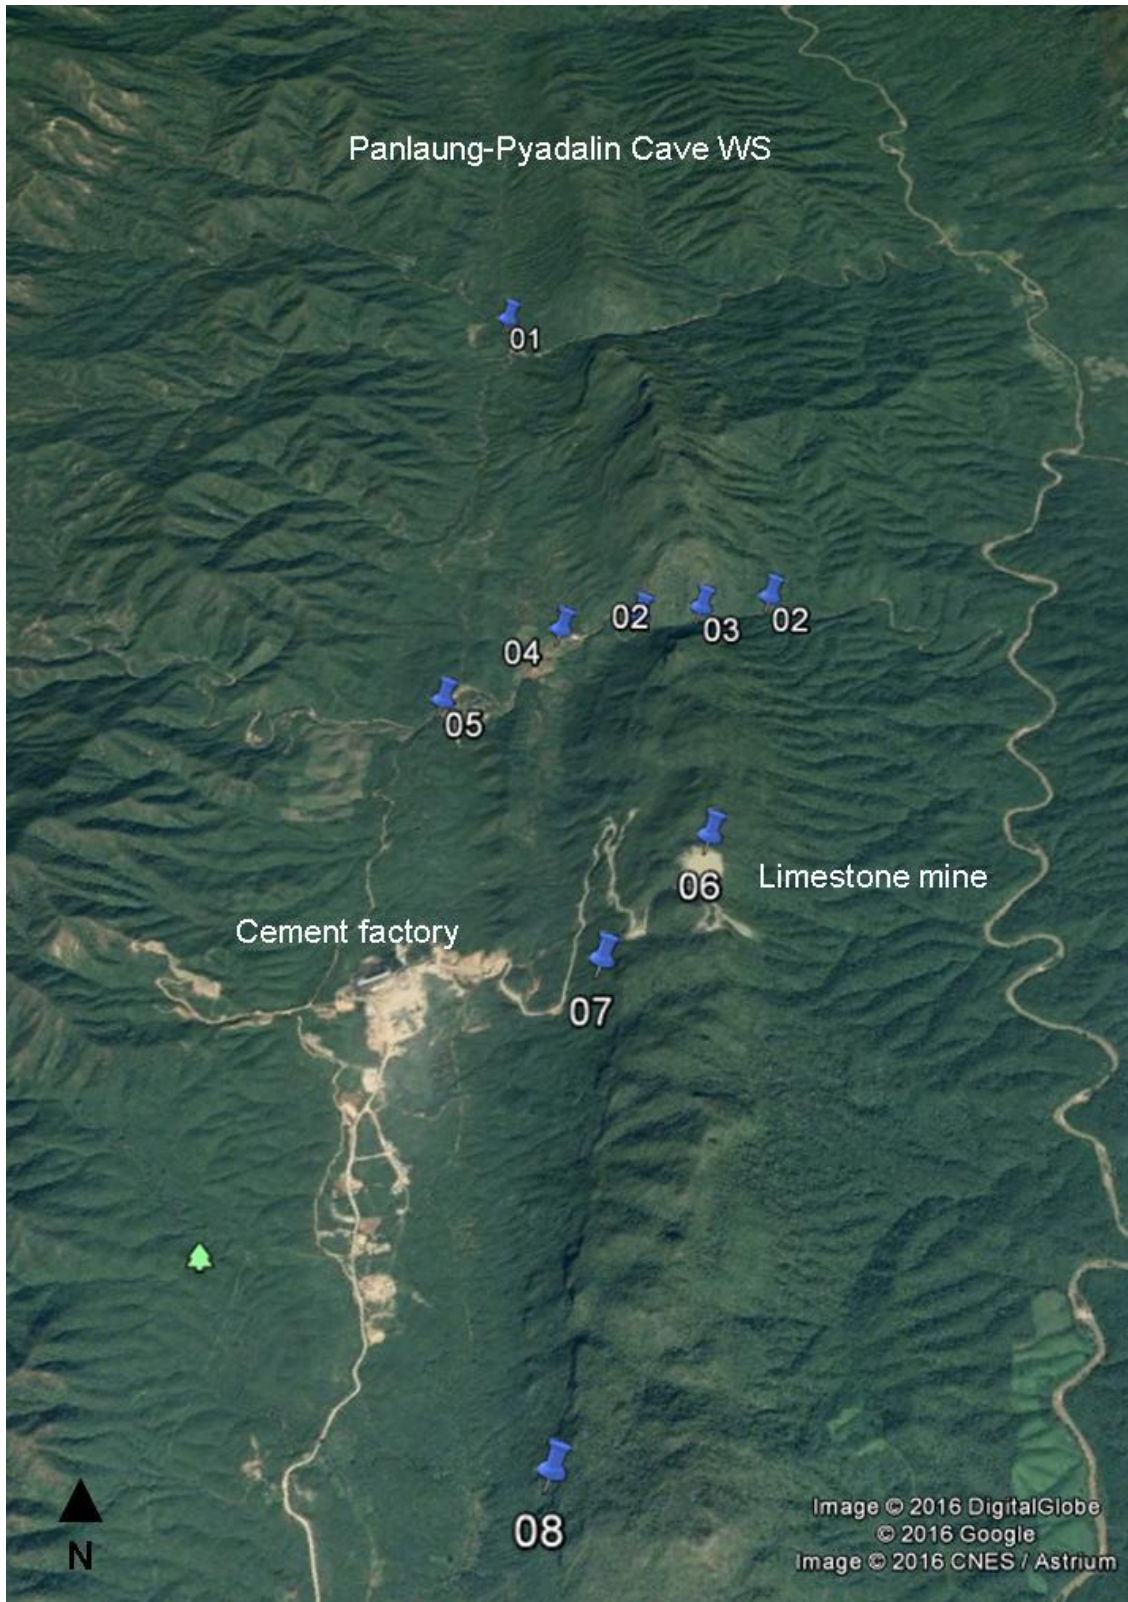 Panlaung-Pyadalin Cave WS
01
02
03
02
04
05
06
Limestone mine
Cement factory
07
08
N
Image © 2016 DigitalGlobe
© 2016 Google
Image © 2016 CNES / Astrium